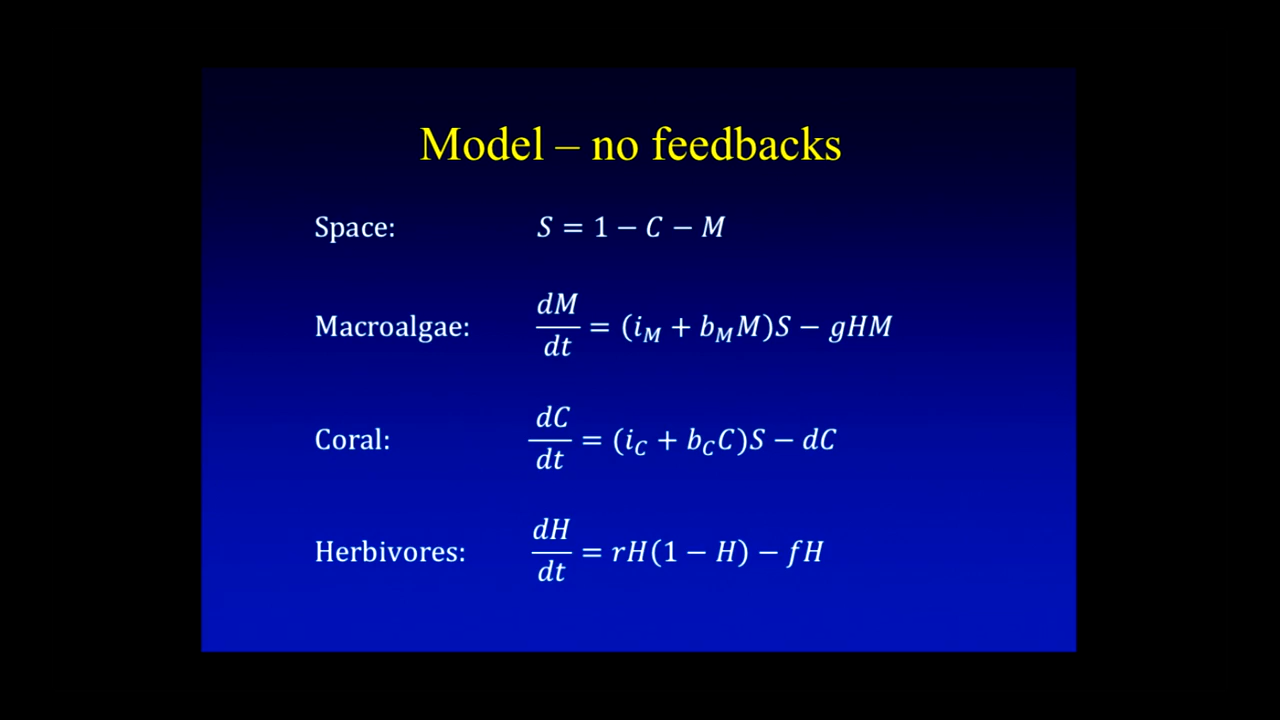 Model – no feedbacks
Space: S = 1 − C − M
Macroalgae: dM/dt = (i_M + b_M M)S − gHM
Coral: dC/dt = (i_C + b_C C)S − dC
Herbivores: dH/dt = rH(1 − H) − fH